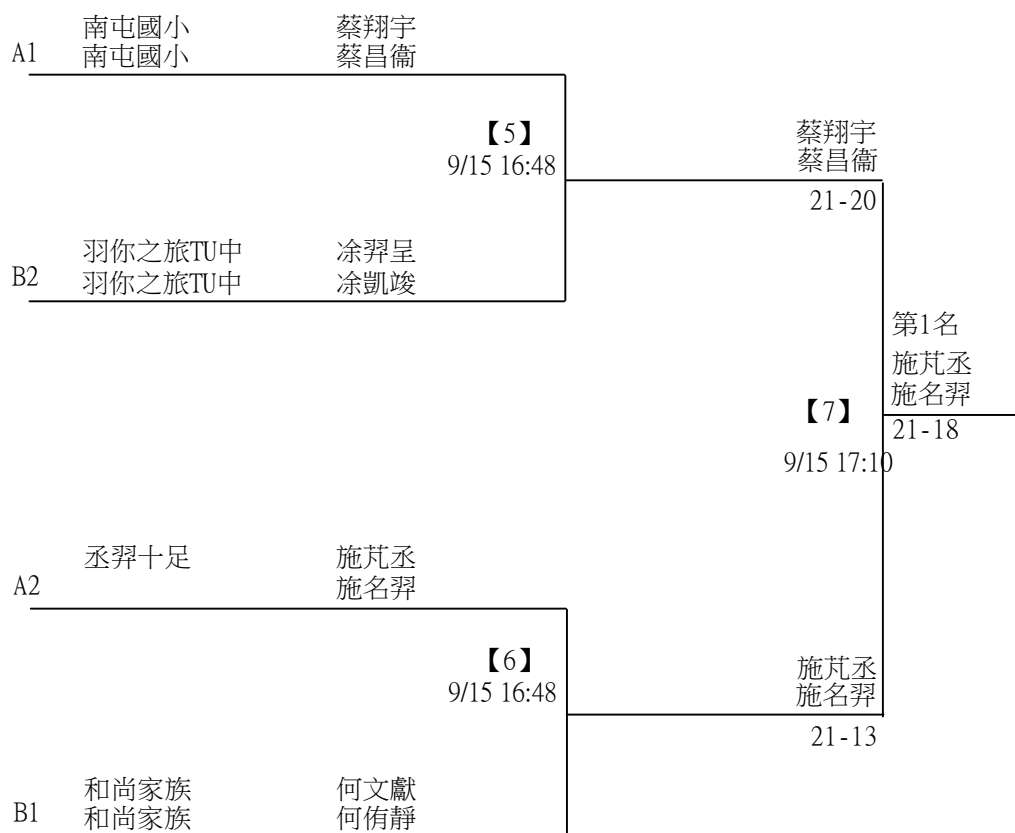 南屯國小 蔡翔宇
A1 南屯國小 蔡昌衞
【5】
9/15 16:48
蔡翔宇
蔡昌衞
21-20
羽你之旅TU中 凃羿呈
B2 羽你之旅TU中 凃凱竣
第1名
施芃丞
施名羿
【7】
21-18
9/15 17:10
丞羿十足 施芃丞
A2 施名羿
【6】
9/15 16:48
施芃丞
施名羿
21-13
和尚家族 何文獻
B1 和尚家族 何侑靜